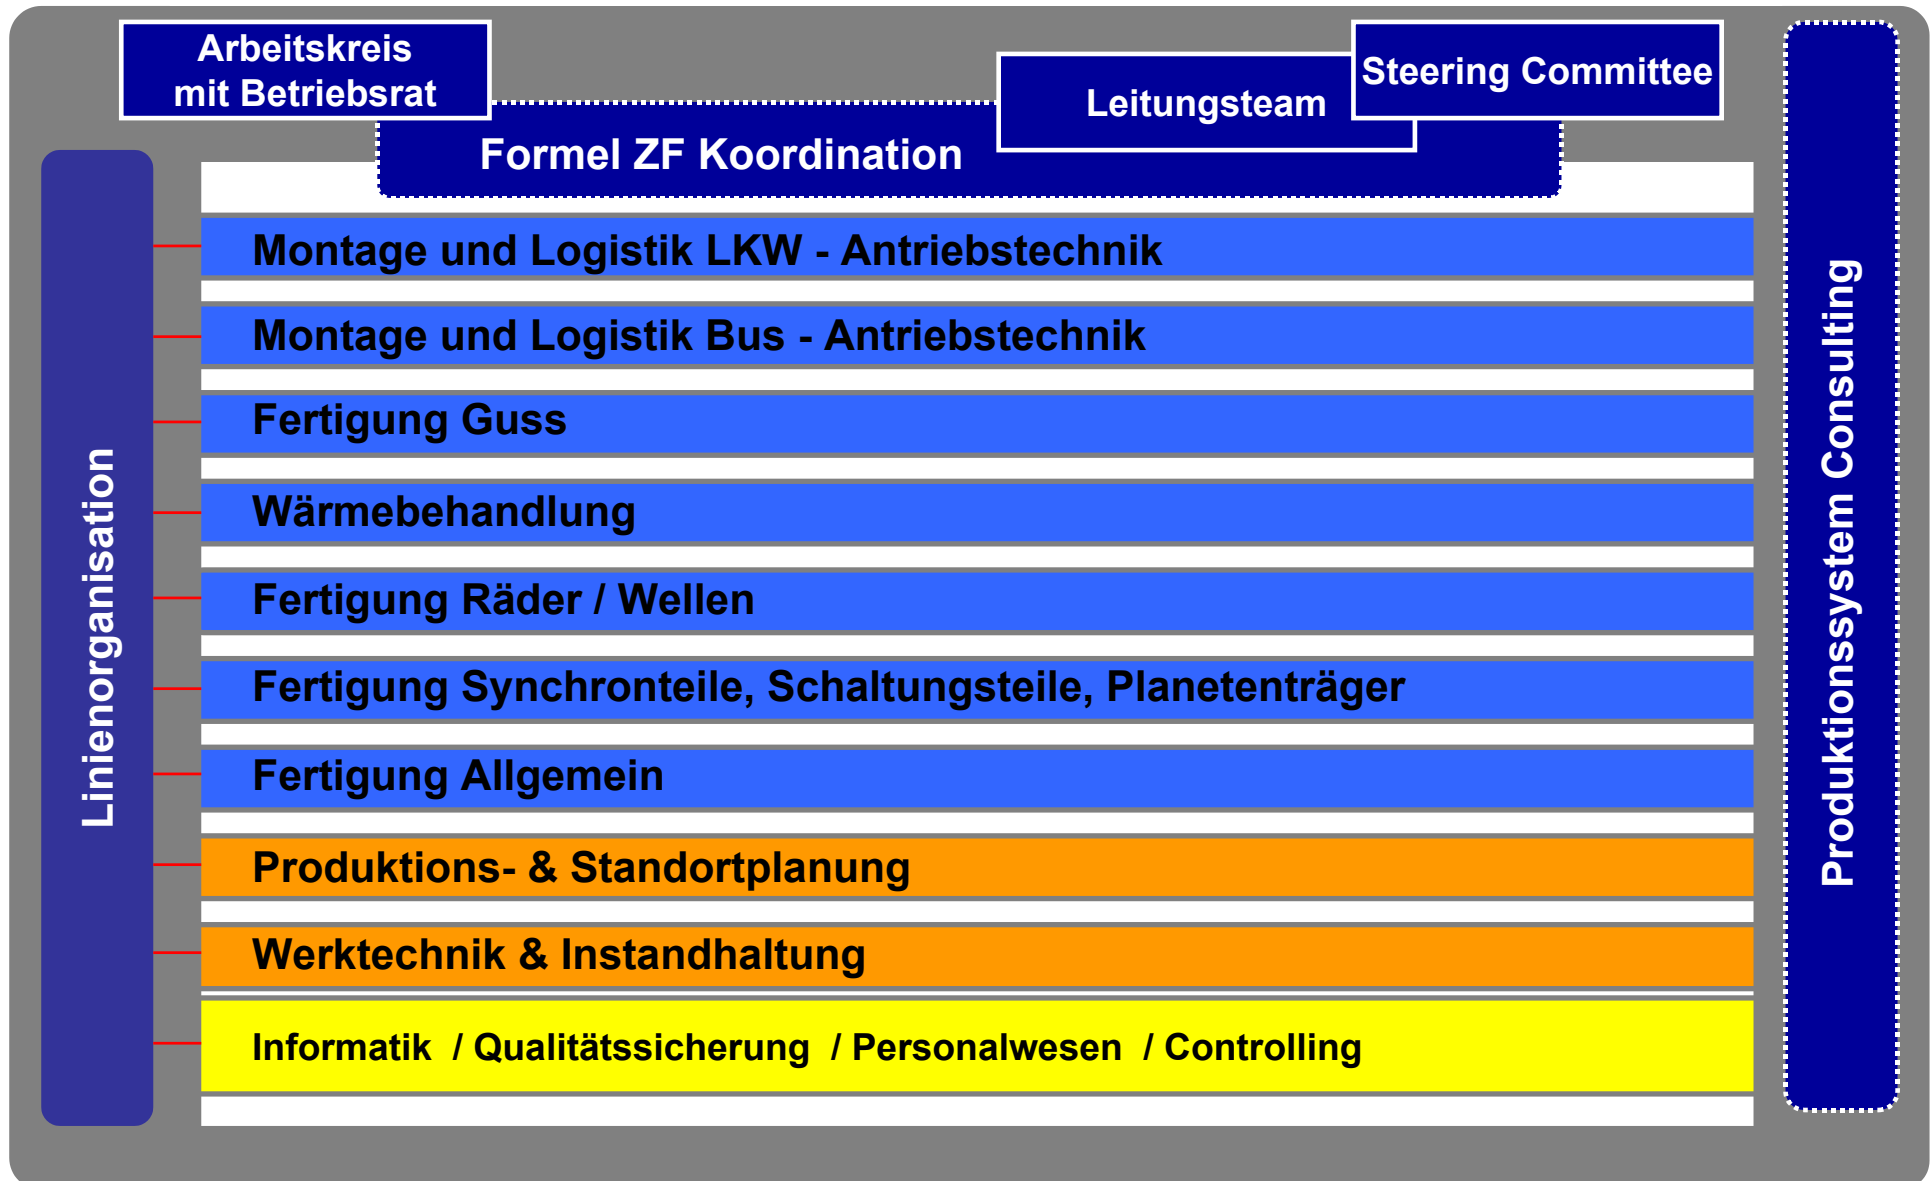 Arbeitskreis
mit Betriebsrat
Leitungsteam
Steering Committee
Formel ZF Koordination
Linienorganisation
Montage und Logistik LKW - Antriebstechnik
Montage und Logistik Bus - Antriebstechnik
Fertigung Guss
Wärmebehandlung
Fertigung Räder / Wellen
Fertigung Synchronteile, Schaltungsteile, Planetenträger
Fertigung Allgemein
Produktions- & Standortplanung
Werktechnik & Instandhaltung
Informatik / Qualitätssicherung / Personalwesen / Controlling
Produktionssystem Consulting